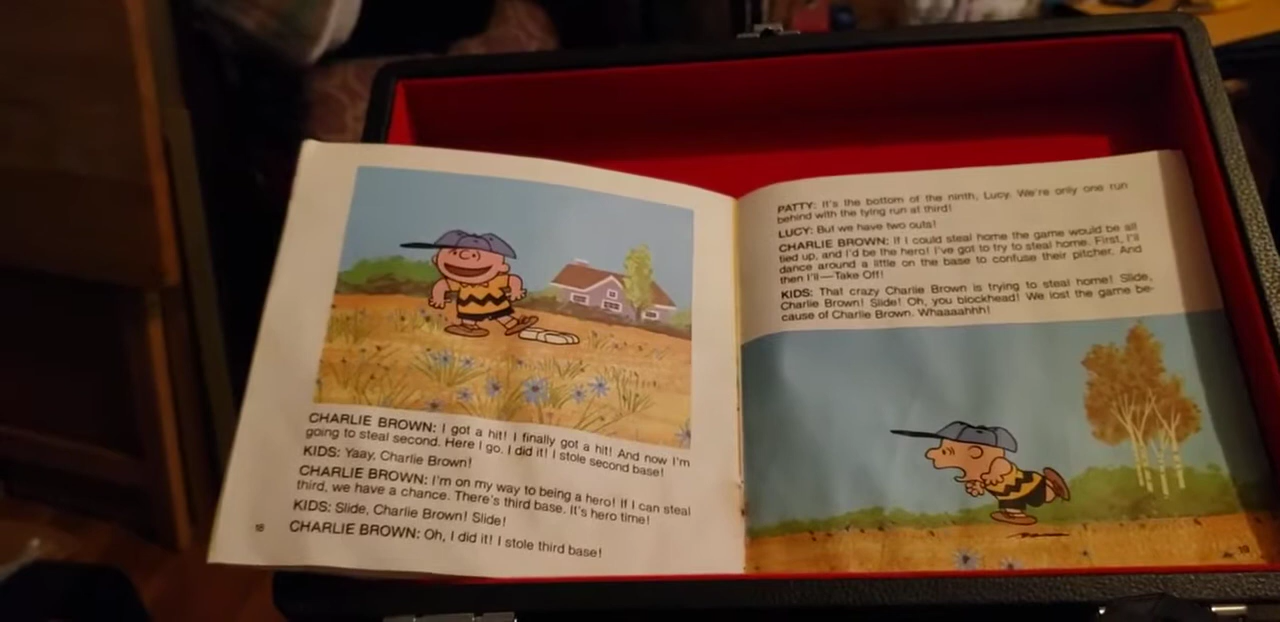 CHARLIE BROWN: I got a hit! I finally got a hit! And now I'm
going to steal second. Here I go. I did it! I stole second base!
KIDS: Yaay, Charlie Brown!
CHARLIE BROWN: I'm on my way to being a hero! If I can steal
third, we have a chance. There's third base. It's hero time!
KIDS: Slide, Charlie Brown! Slide!
CHARLIE BROWN: Oh, I did it! I stole third base!
18
PATTY: It's the bottom of the ninth, Lucy. We're only one run
behind with the tying run at third!
LUCY: But we have two outs!
CHARLIE BROWN: If I could steal home the game would be all
tied up, and I'd be the hero! I've got to try to steal home. First, I'll
dance around a little on the base to confuse their pitcher. And
then I'll—Take Off!
KIDS: That crazy Charlie Brown is trying to steal home! Slide,
Charlie Brown! Slide! Oh, you blockhead! We lost the game be-
cause of Charlie Brown. Whaaaahhh!
19